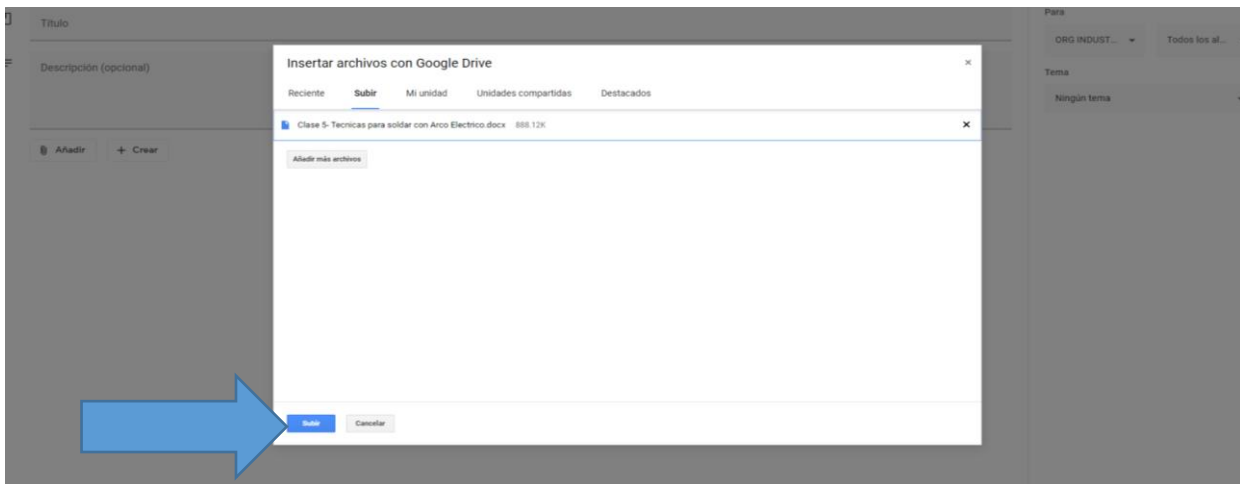 Título
Descripción (opcional)
Añadir + Crear
Insertar archivos con Google Drive ×
Reciente Subir Mi unidad Unidades compartidas Destacados
Clase 5- Tecnicas para soldar con Arco Electrico.docx 888.12K ×
Añadir más archivos
Subir Cancelar
Para
ORG INDUST... Todos los al...
Tema
Ningún tema